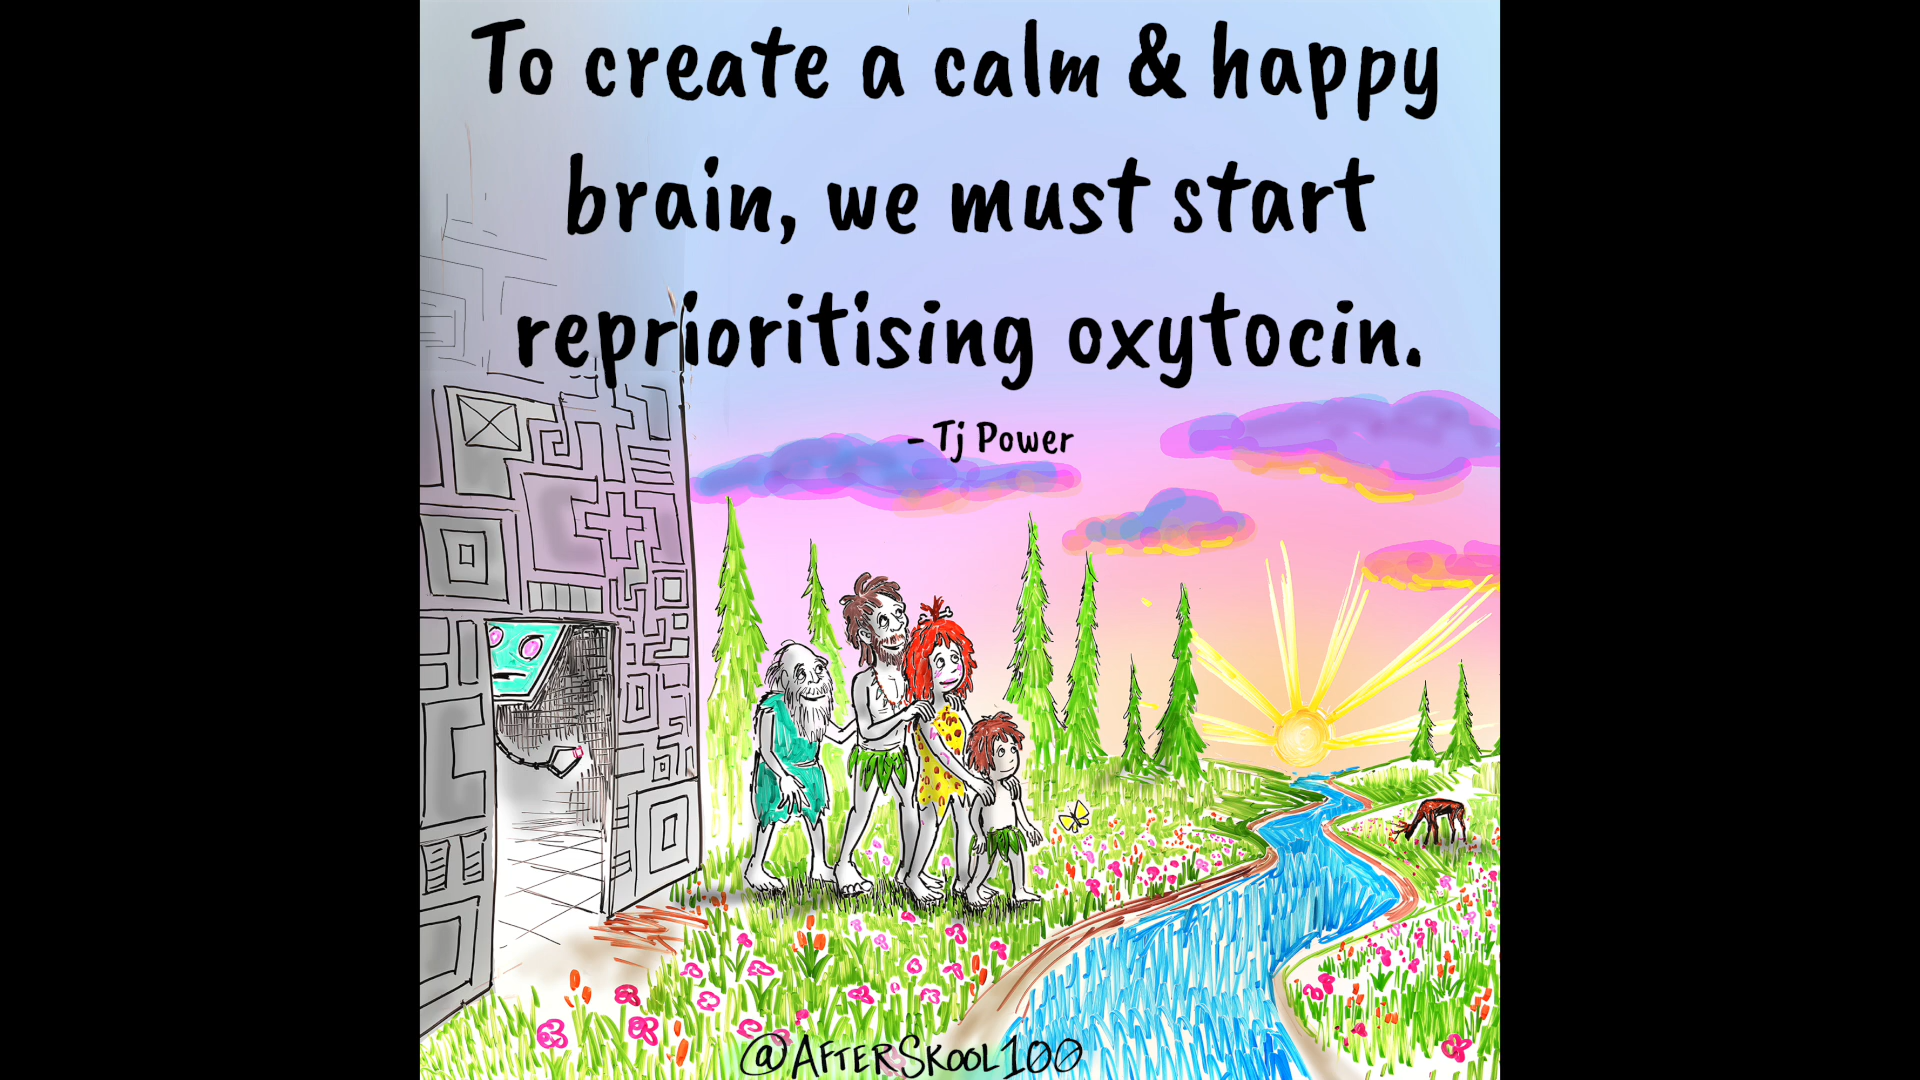 To create a calm & happy
brain, we must start
reprioritising oxytocin.
- Tj Power
@AFTERSKOOL100